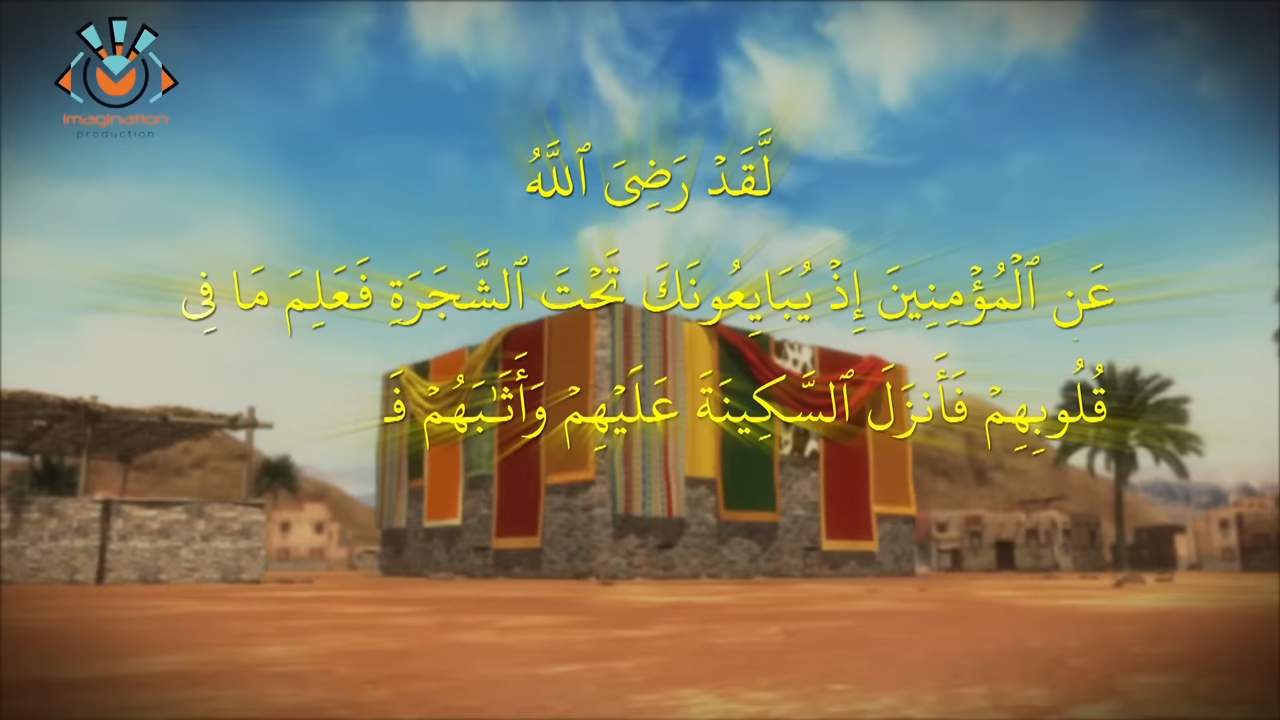 Imagination
production
لَّقَدۡ رَضِيَ ٱللَّهُ
عَنِ ٱلۡمُؤۡمِنِينَ إِذۡ يُبَايِعُونَكَ تَحۡتَ ٱلشَّجَرَةِ فَعَلِمَ مَا فِي
قُلُوبِهِمۡ فَأَنزَلَ ٱلسَّكِينَةَ عَلَيۡهِمۡ وَأَثَٰبَهُمۡ فَ